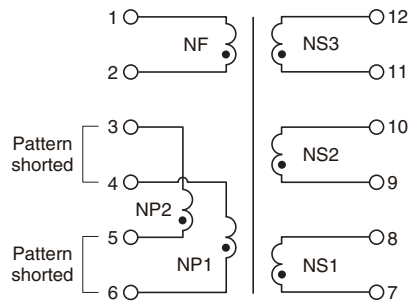 1
NF
NS3
12
2
11
3
10
Pattern
shorted
NS2
4
9
NP2
5
8
Pattern
shorted
NP1
NS1
6
7